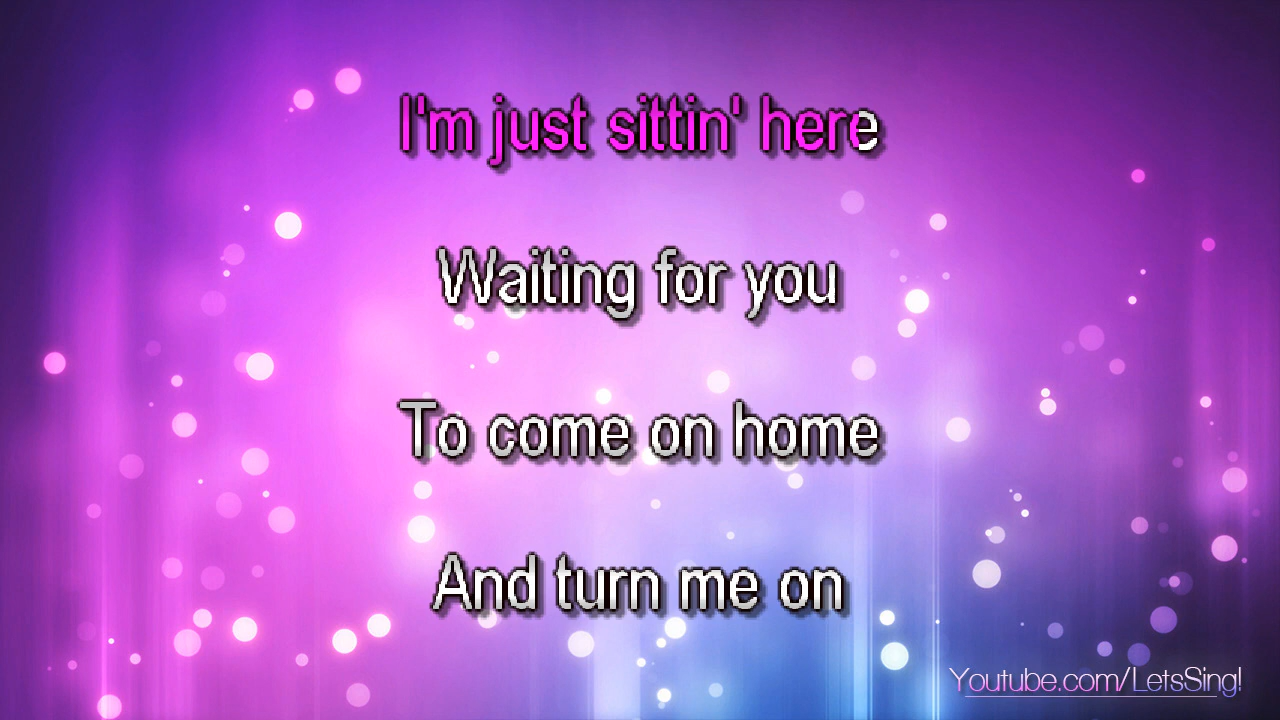 I'm just sittin' here
Waiting for you
To come on home
And turn me on
Youtube.com/LetsSing!